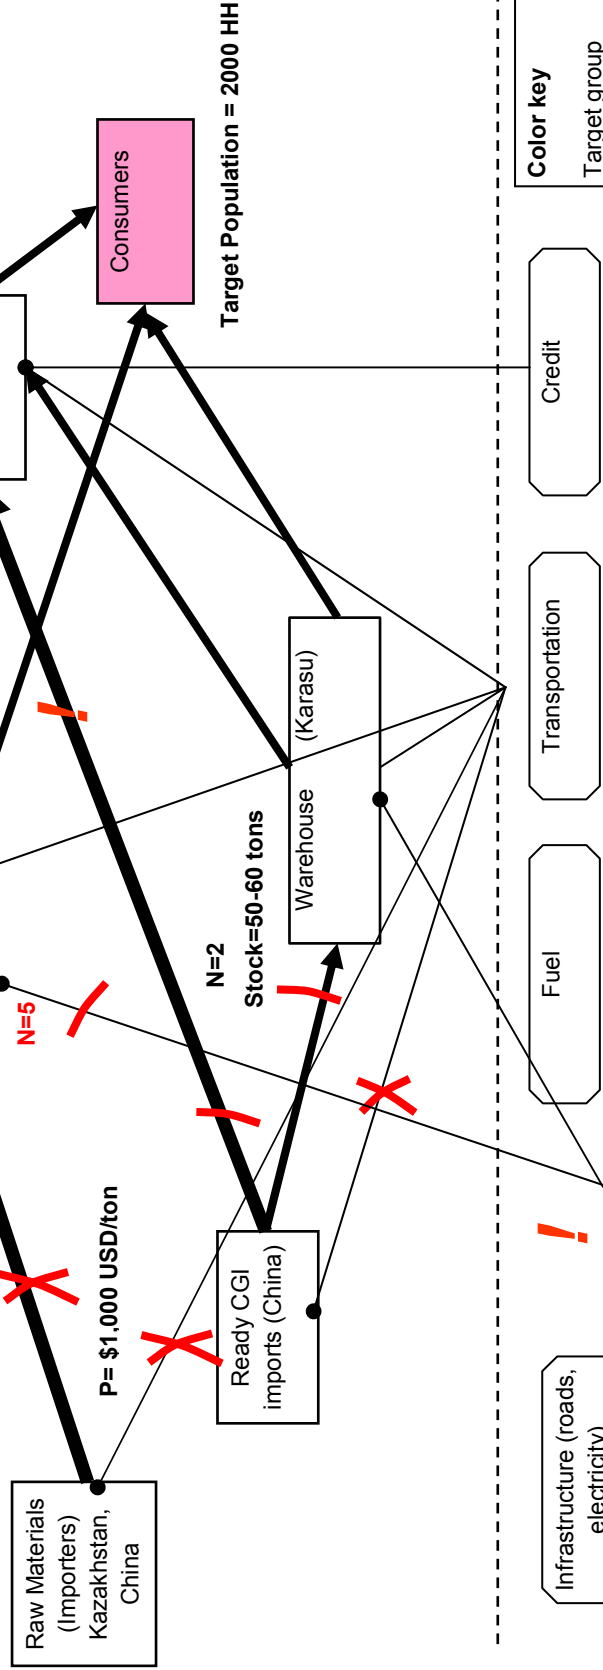 Raw Materials
(Importers)
Kazakhstan,
China
P= $1,000 USD/ton
N=5
Ready CGI
imports (China)
N=2
Stock=50-60 tons
Warehouse (Karasu)
!
Consumers
Target Population = 2000 HH
!
Infrastructure (roads,
electricity)
Fuel
Transportation
Credit
Color key
Target group